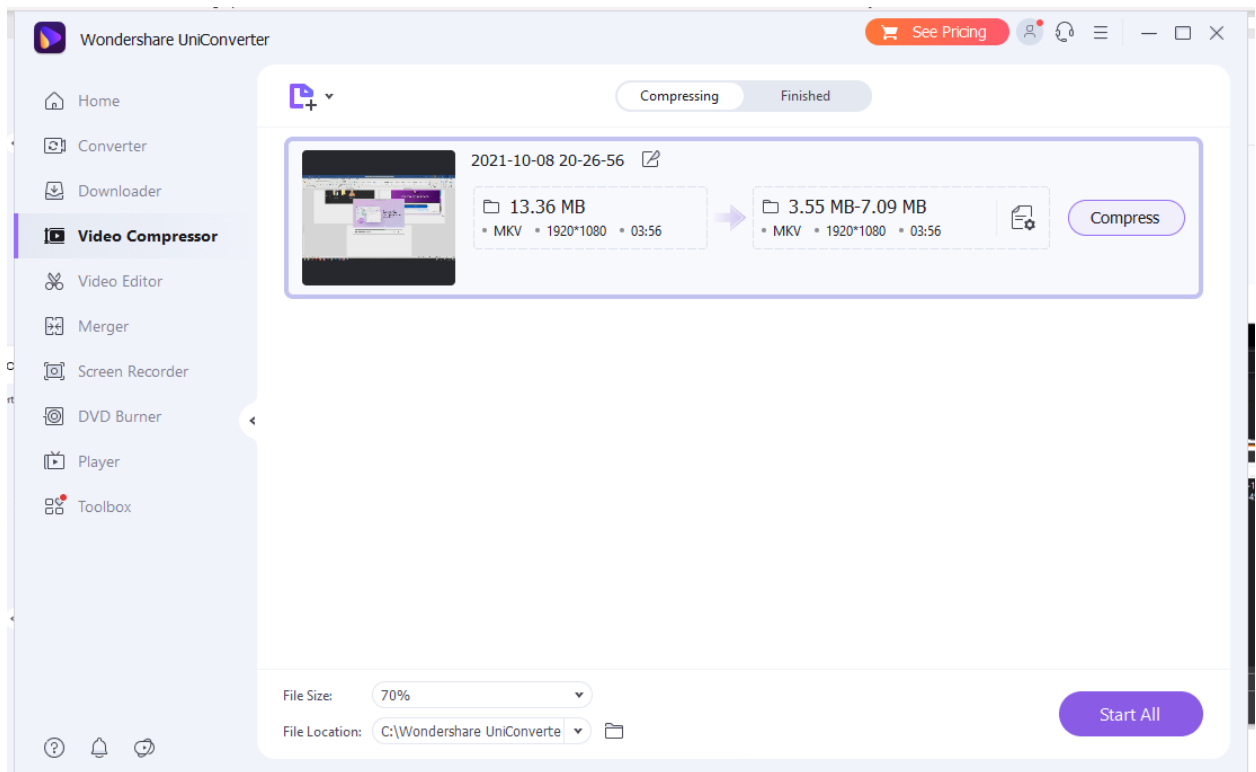 Wondershare UniConverter
See Pricing
Home
Converter
Downloader
Video Compressor
Video Editor
Merger
Screen Recorder
DVD Burner
Player
Toolbox
Compressing
Finished
2021-10-08 20-26-56
13.36 MB
• MKV • 1920*1080 • 03:56
3.55 MB-7.09 MB
• MKV • 1920*1080 • 03:56
Compress
File Size:
70%
File Location:
C:\Wondershare UniConverte
Start All